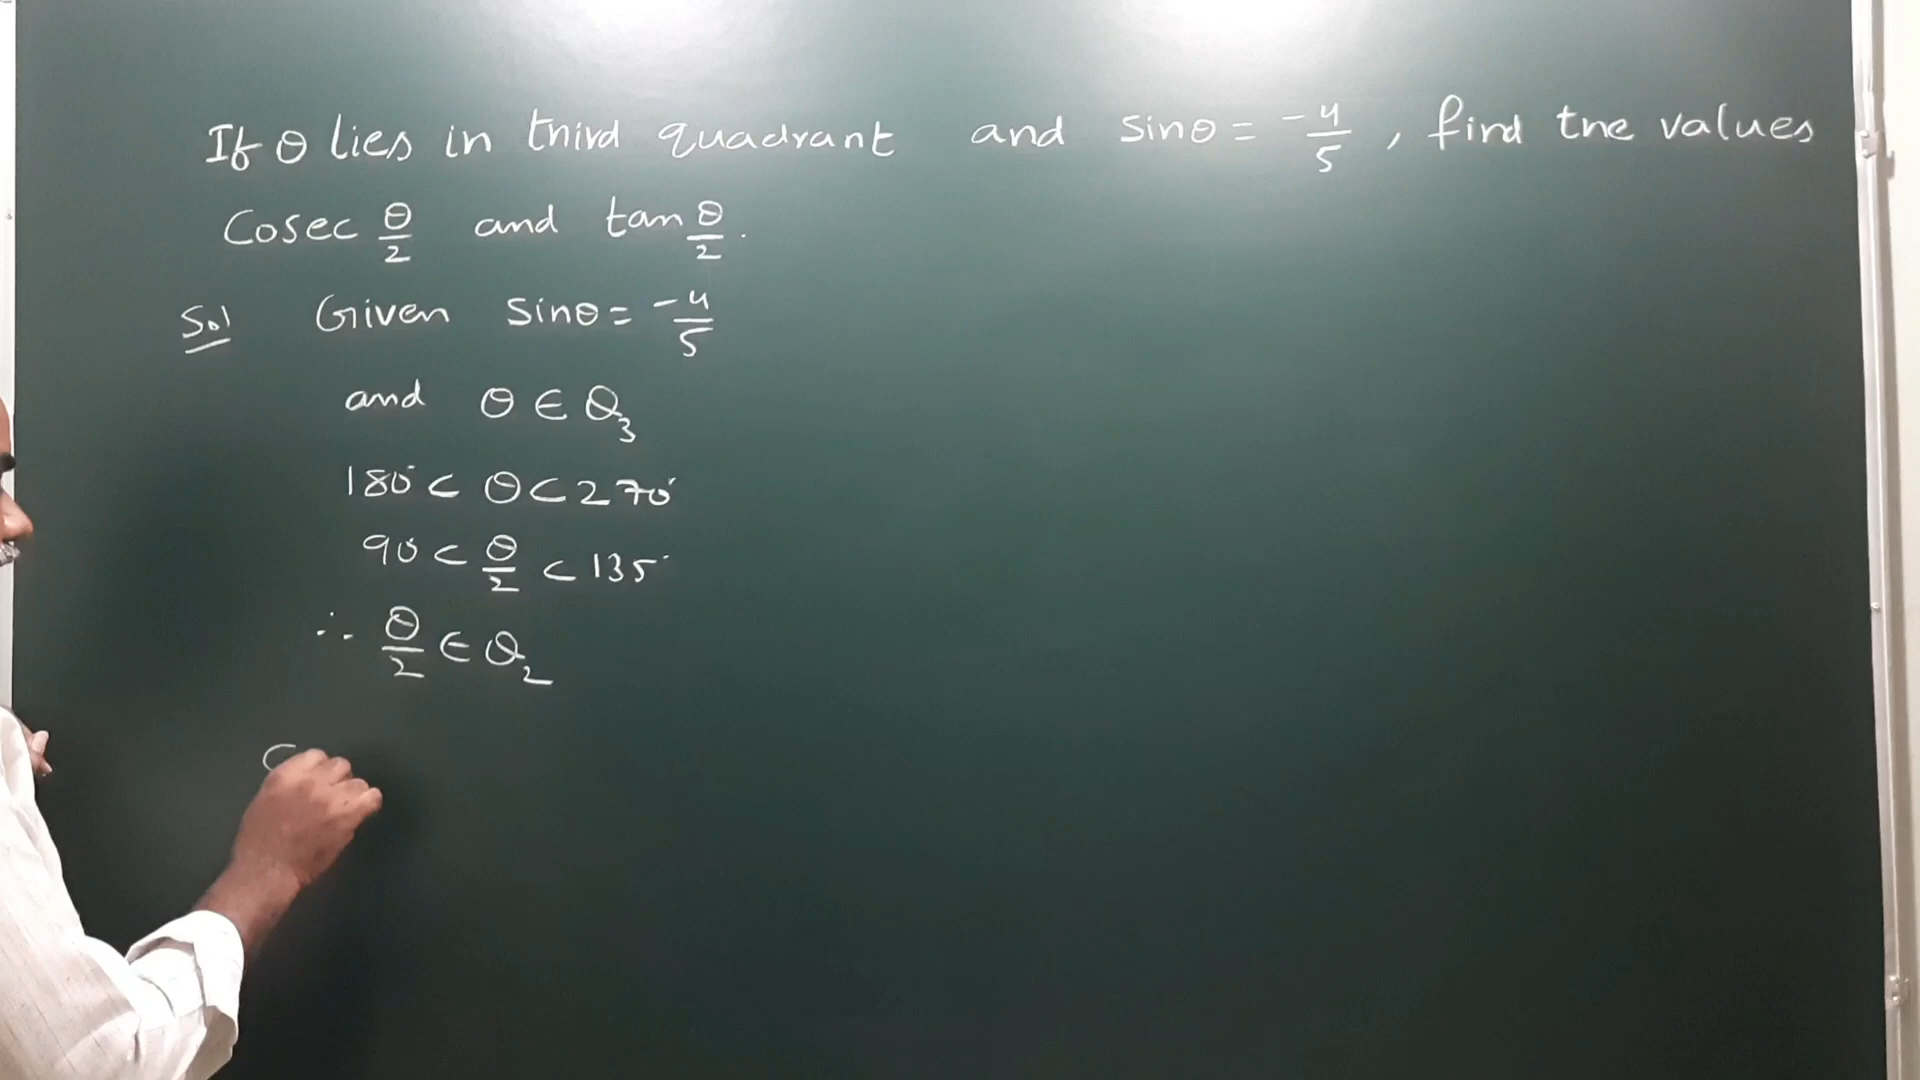 If θ lies in third quadrant and sinθ = -4/5, find the values
Cosec θ/2 and tan θ/2.
Sol Given sinθ = -4/5
and θ ∈ Q₃
180° < θ < 270°
90° < θ/2 < 135°
∴ θ/2 ∈ Q₂
C